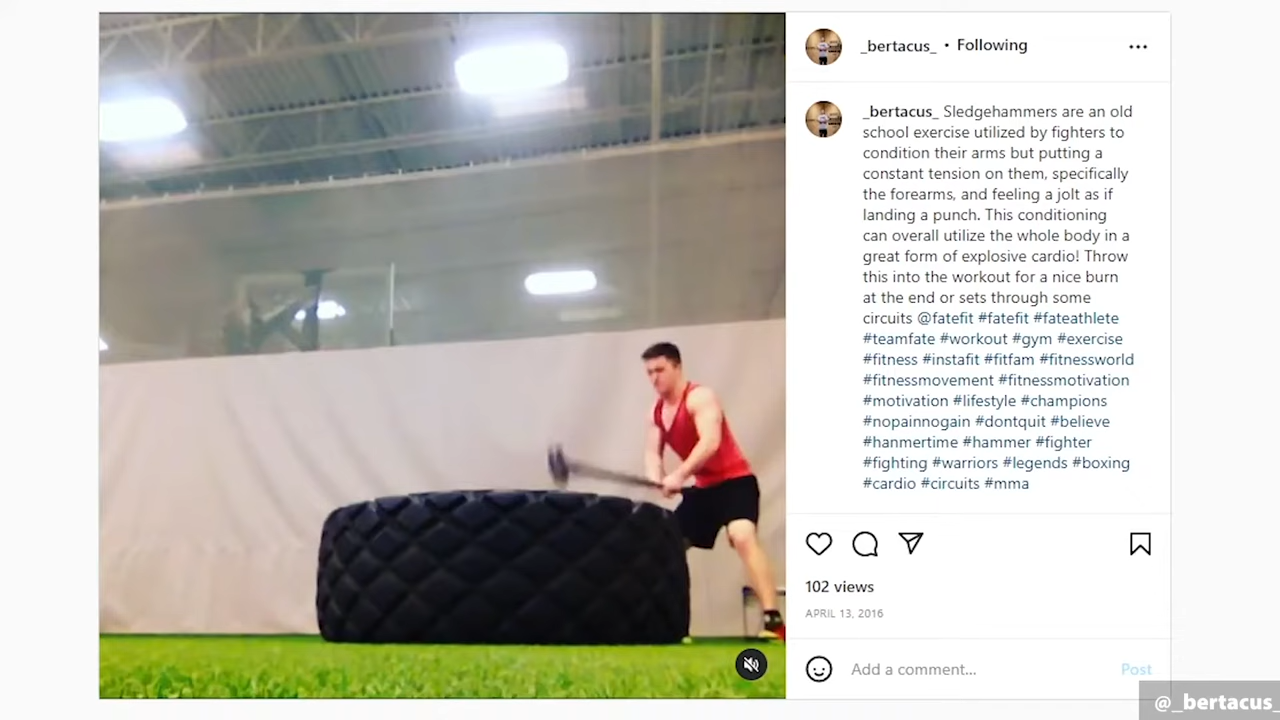 _bertacus_ • Following
_bertacus_ Sledgehammers are an old
school exercise utilized by fighters to
condition their arms but putting a
constant tension on them, specifically
the forearms, and feeling a jolt as if
landing a punch. This conditioning
can overall utilize the whole body in a
great form of explosive cardio! Throw
this into the workout for a nice burn
at the end or sets through some
circuits @fatefit #fatefit #fateathlete
#teamfate #workout #gym #exercise
#fitness #instafit #fitfam #fitnessworld
#fitnessmovement #fitnessmotivation
#motivation #lifestyle #champions
#nopainnogain #dontquit #believe
#hanmertime #hammer #fighter
#fighting #warriors #legends #boxing
#cardio #circuits #mma
102 views
APRIL 13, 2016
Add a comment... Post
@_bertacus_